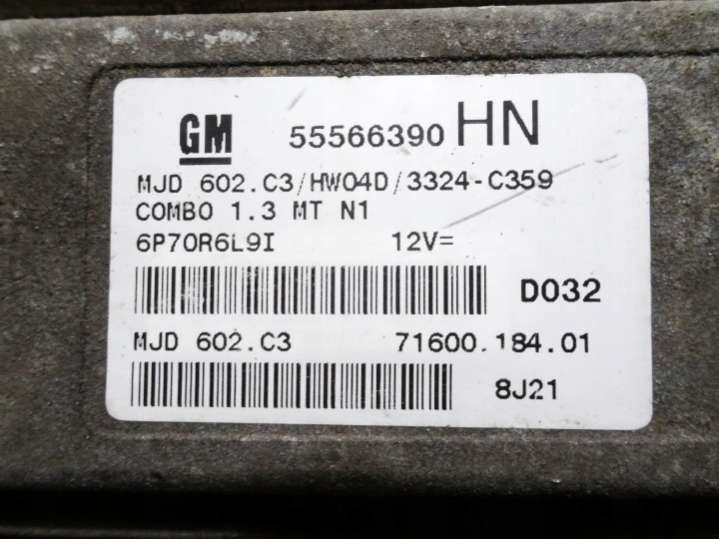 GM 55566390 HN
MJD 602.C3/HW04D/3324-C359
COMBO 1.3 MT N1
6P70R6L9I 12V=
D032
MJD 602.C3 71600.184.01
8J21